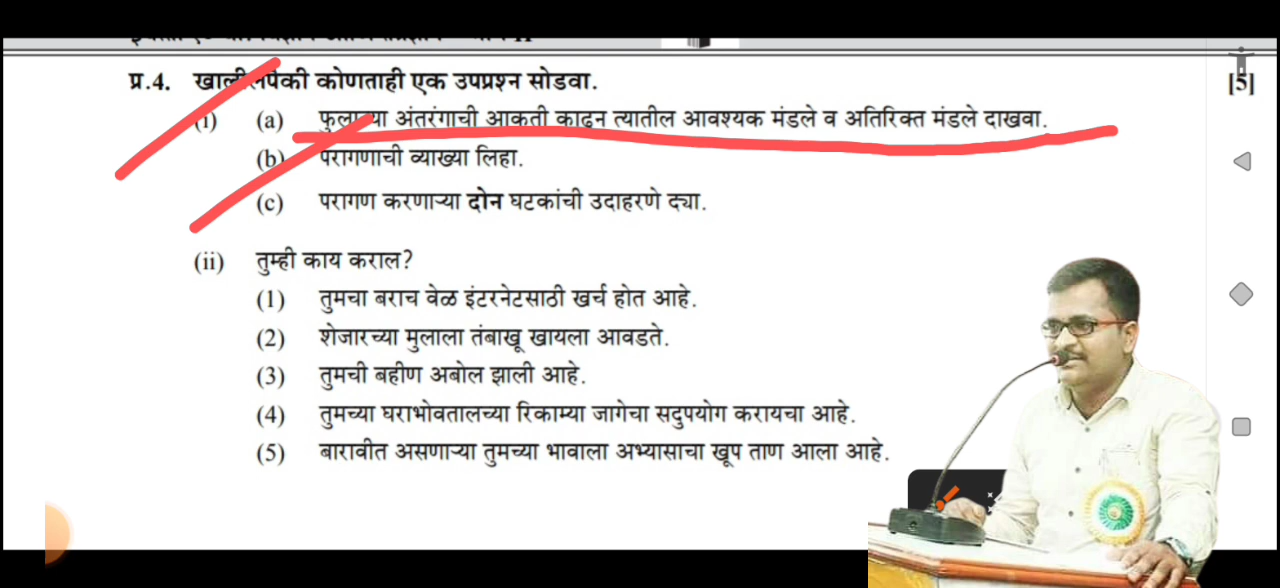 प्र.4. खालीलपैकी कोणताही एक उपप्रश्न सोडवा. [5]
(i) (a) फुलाच्या अंतरंगाची आकृती काढून त्यातील आवश्यक मंडले व अतिरिक्त मंडले दाखवा.
(b) परागणाची व्याख्या लिहा.
(c) परागण करणाऱ्या दोन घटकांची उदाहरणे द्या.
(ii) तुम्ही काय कराल?
(1) तुमचा बराच वेळ इंटरनेटसाठी खर्च होत आहे.
(2) शेजारच्या मुलाला तंबाखू खायला आवडते.
(3) तुमची बहीण अबोल झाली आहे.
(4) तुमच्या घराभोवतालच्या रिकाम्या जागेचा सदुपयोग करायचा आहे.
(5) बारावीत असणाऱ्या तुमच्या भावाला अभ्यासाचा खूप ताण आला आहे.